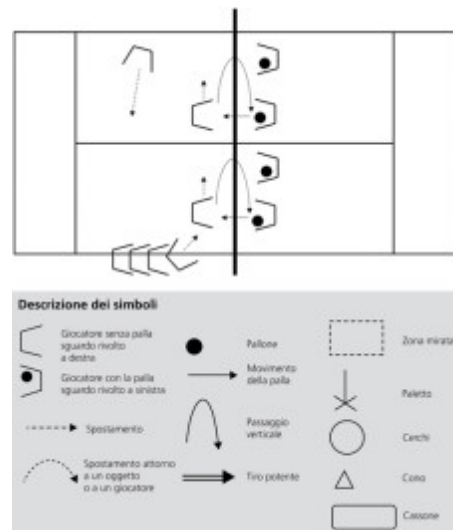 Descrizione dei simboli
Giocatore senza palla
sguardo rivolto
a destra
Giocatore con la palla
sguardo rivolto a sinistra
Spostamento
Spostamento attorno
a un oggetto
o a un giocatore
Pallone
Movimento
della palla
Passaggio
verticale
Tiro potente
Zona mirata
Paletto
Cerchi
Cono
Cassone